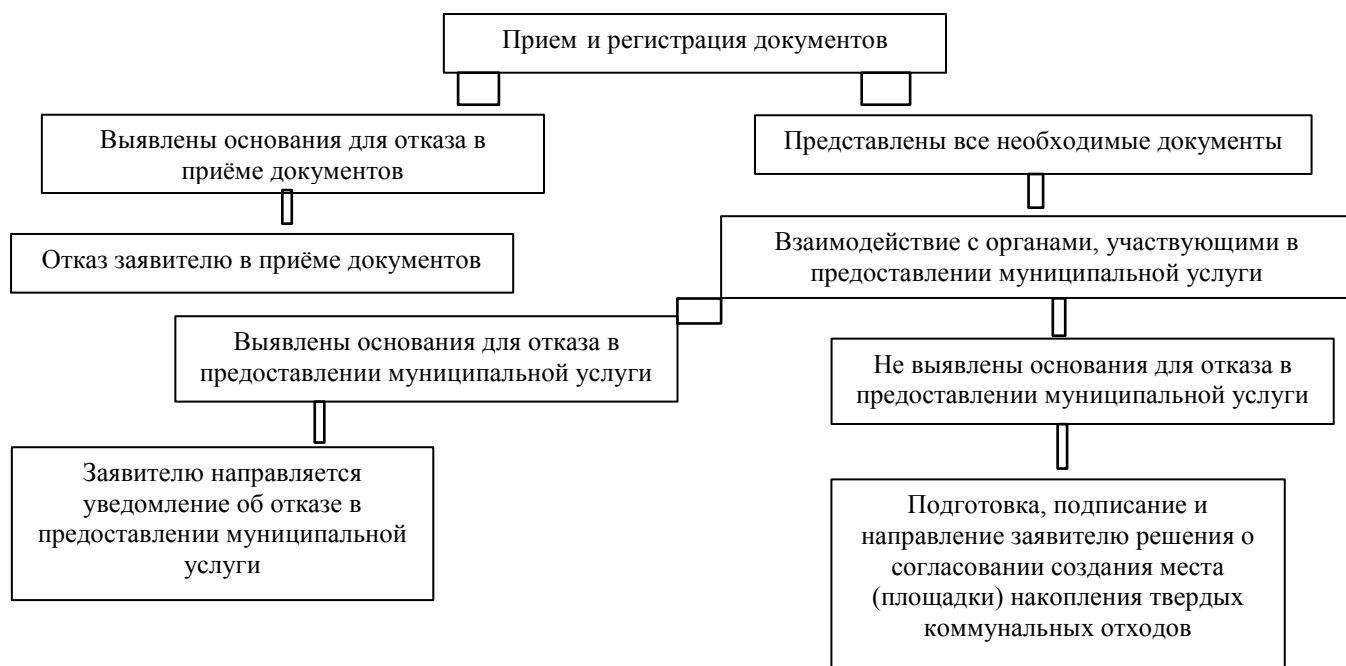 Прием и регистрация документов
Выявлены основания для отказа в
приёме документов
Представлены все необходимые документы
Отказ заявителю в приёме документов
Взаимодействие с органами, участвующими в
предоставлении муниципальной услуги
Выявлены основания для отказа в
предоставлении муниципальной услуги
Не выявлены основания для отказа в
предоставлении муниципальной услуги
Заявителю направляется
уведомление об отказе в
предоставлении муниципальной
услуги
Подготовка, подписание и
направление заявителю решения о
согласовании создания места
(площадки) накопления твердых
коммунальных отходов